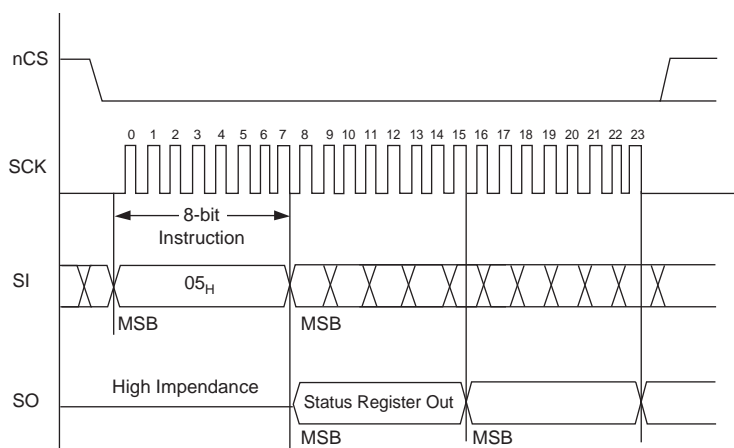 nCS
0 1 2 3 4 5 6 7 8 9 10 11 12 13 14 15 16 17 18 19 20 21 22 23
SCK
8-bit
Instruction
SI
05H
MSB
MSB
SO
High Impendance
Status Register Out
MSB
MSB